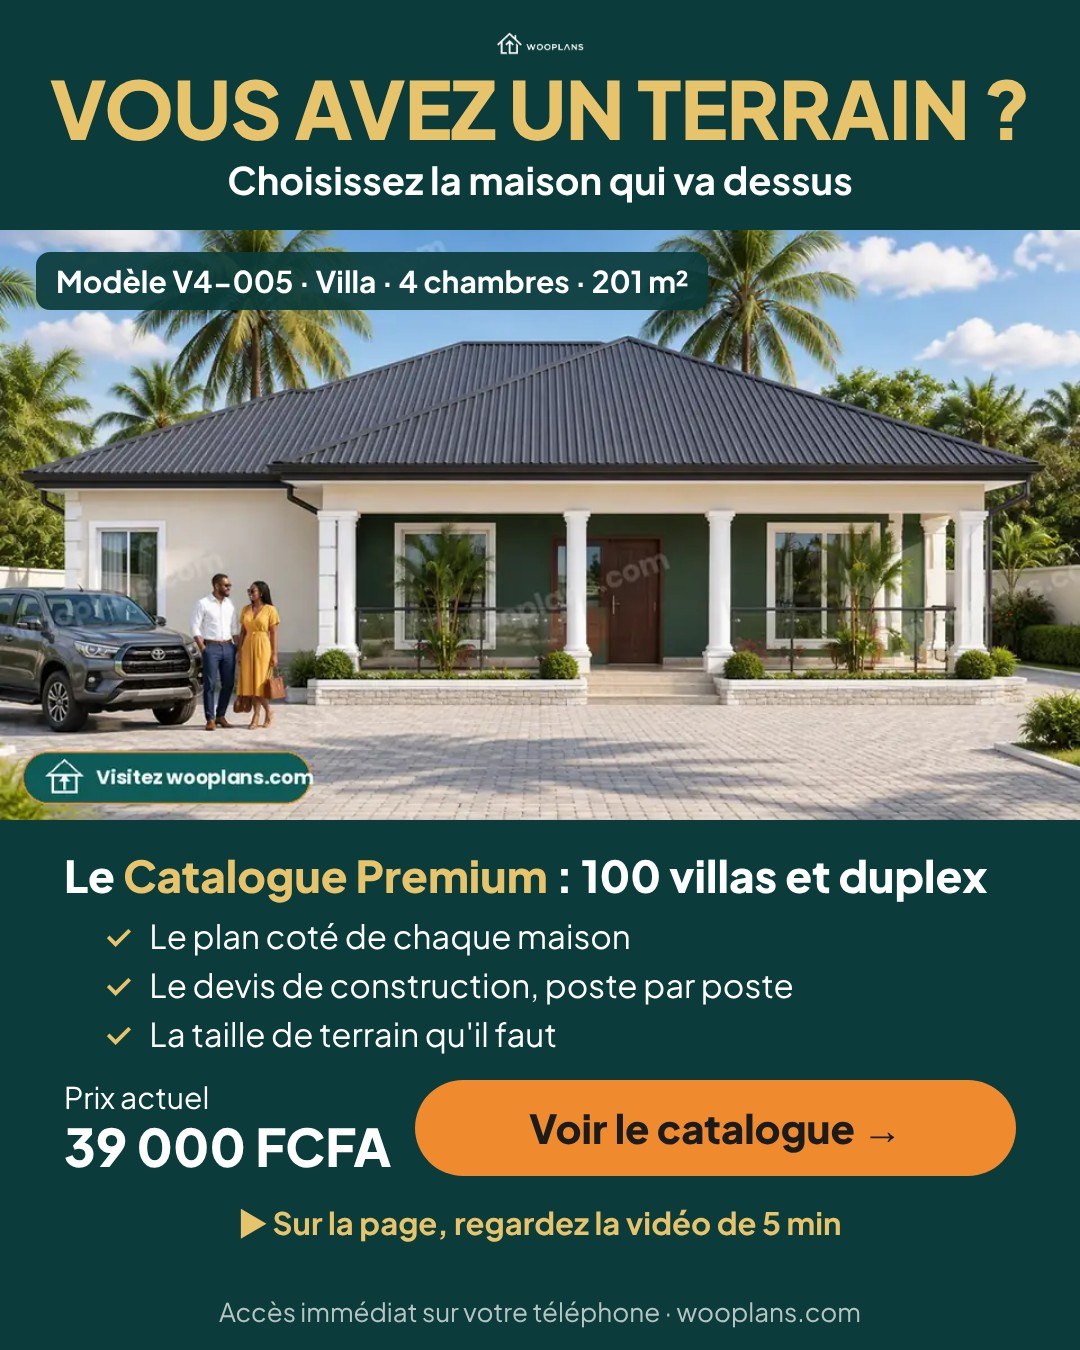 WOOPLANS
VOUS AVEZ UN TERRAIN ?
Choisissez la maison qui va dessus
Modèle V4-005 · Villa · 4 chambres · 201 m²
Visitez wooplans.com
Le Catalogue Premium : 100 villas et duplex
✓ Le plan coté de chaque maison
✓ Le devis de construction, poste par poste
✓ La taille de terrain qu'il faut
Prix actuel
39 000 FCFA
Voir le catalogue →
▶ Sur la page, regardez la vidéo de 5 min
Accès immédiat sur votre téléphone · wooplans.com